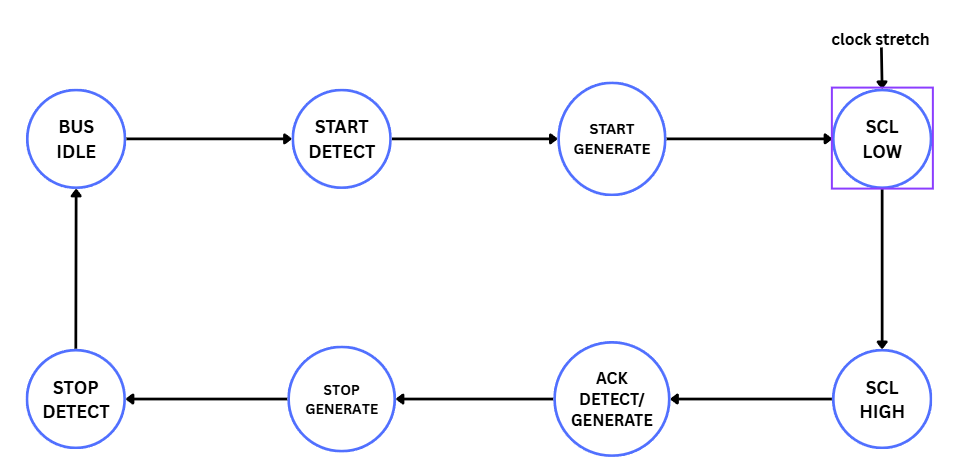 clock stretch
BUS
IDLE
START
DETECT
START
GENERATE
SCL
LOW
STOP
DETECT
STOP
GENERATE
ACK
DETECT/
GENERATE
SCL
HIGH